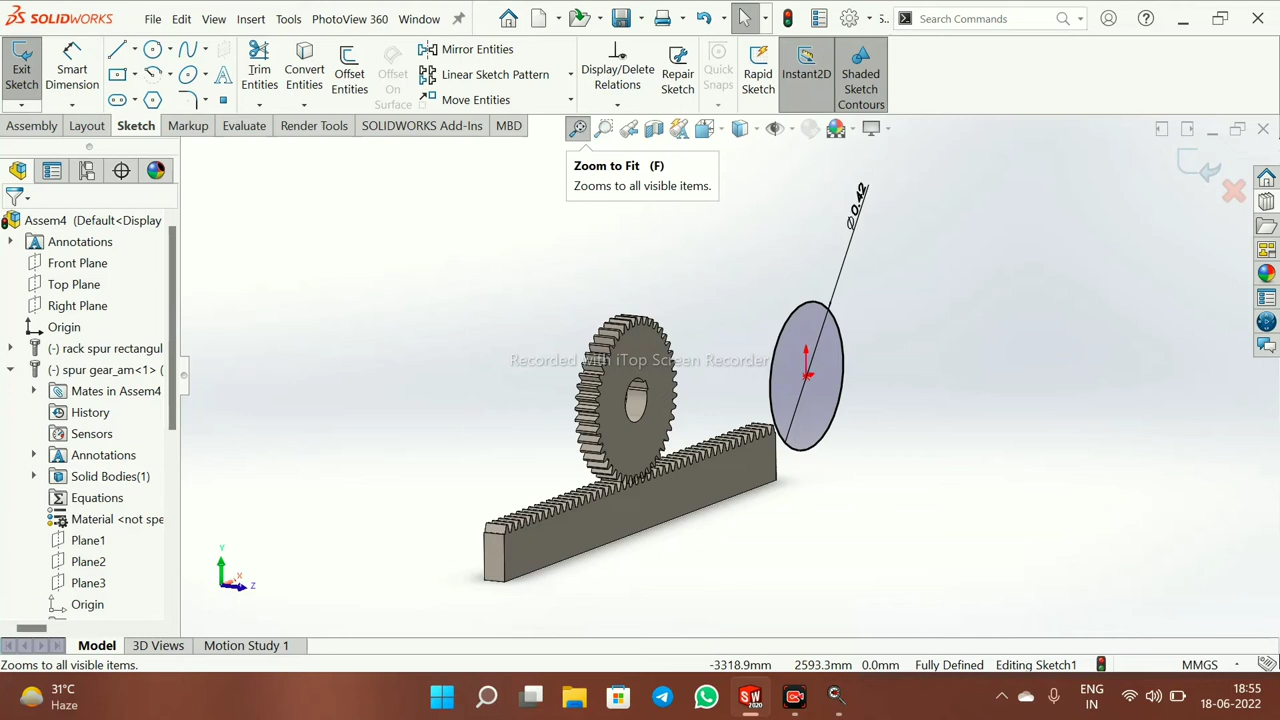 SOLIDWORKS File Edit View Insert Tools PhotoView 360 Window S... Search Commands
Exit Sketch
Smart Dimension
Trim Entities
Convert Entities
Offset Entities
Offset On Surface
Mirror Entities
Linear Sketch Pattern
Move Entities
Display/Delete Relations
Repair Sketch
Quick Snaps
Rapid Sketch
Instant2D
Shaded Sketch Contours
Assembly Layout Sketch Markup Evaluate Render Tools SOLIDWORKS Add-Ins MBD
Zoom to Fit (F)
Zooms to all visible items.
Assem4 (Default<Display
Annotations
Front Plane
Top Plane
Right Plane
Origin
(-) rack spur rectangul
(-) spur gear_am<1> (
Mates in Assem4
History
Sensors
Annotations
Solid Bodies(1)
Equations
Material <not spe
Plane1
Plane2
Plane3
Origin
Ø0.42
Recorded with iTop Screen Recorder
Y
X
Z
Model 3D Views Motion Study 1
Zooms to all visible items. -3318.9mm 2593.3mm 0.0mm Fully Defined Editing Sketch1 MMGS
31°C
Haze
SW
2020
ENG
IN
18:55
18-06-2022